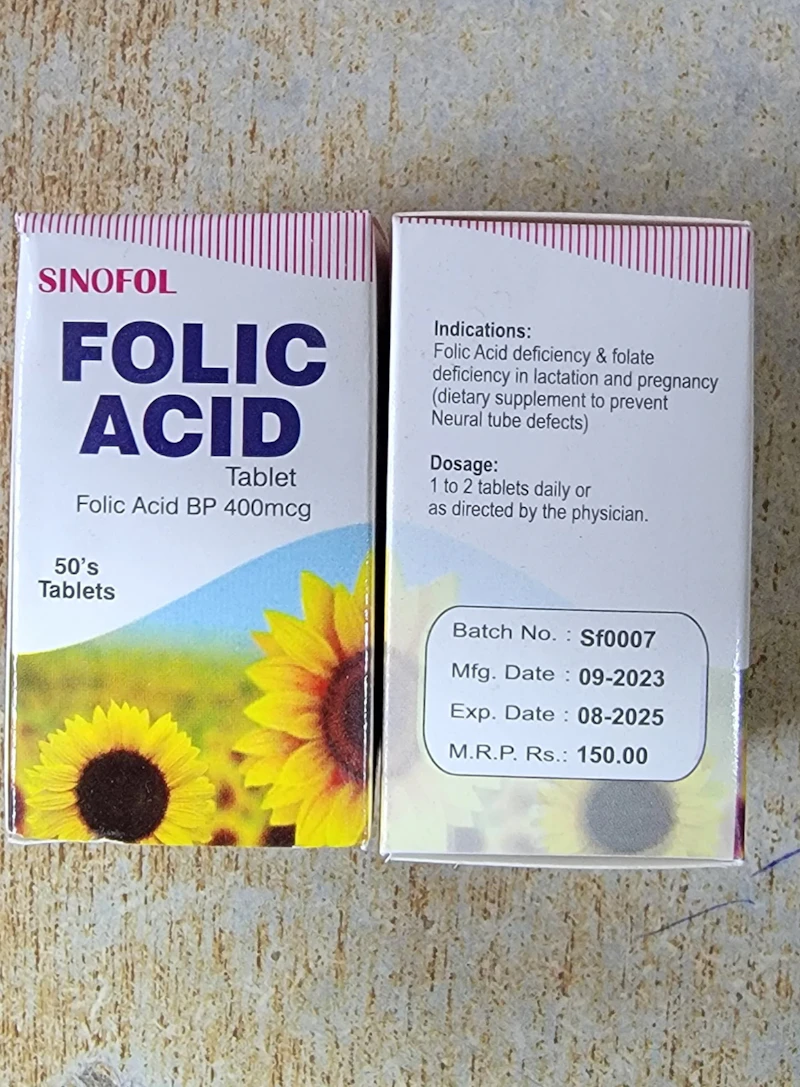 SINOFOL
FOLIC
ACID
Tablet
Folic Acid BP 400mcg
50's
Tablets
Indications:
Folic Acid deficiency & folate
deficiency in lactation and pregnancy
(dietary supplement to prevent
Neural tube defects)
Dosage:
1 to 2 tablets daily or
as directed by the physician.
Batch No. : Sf0007
Mfg. Date : 09-2023
Exp. Date : 08-2025
M.R.P. Rs.: 150.00